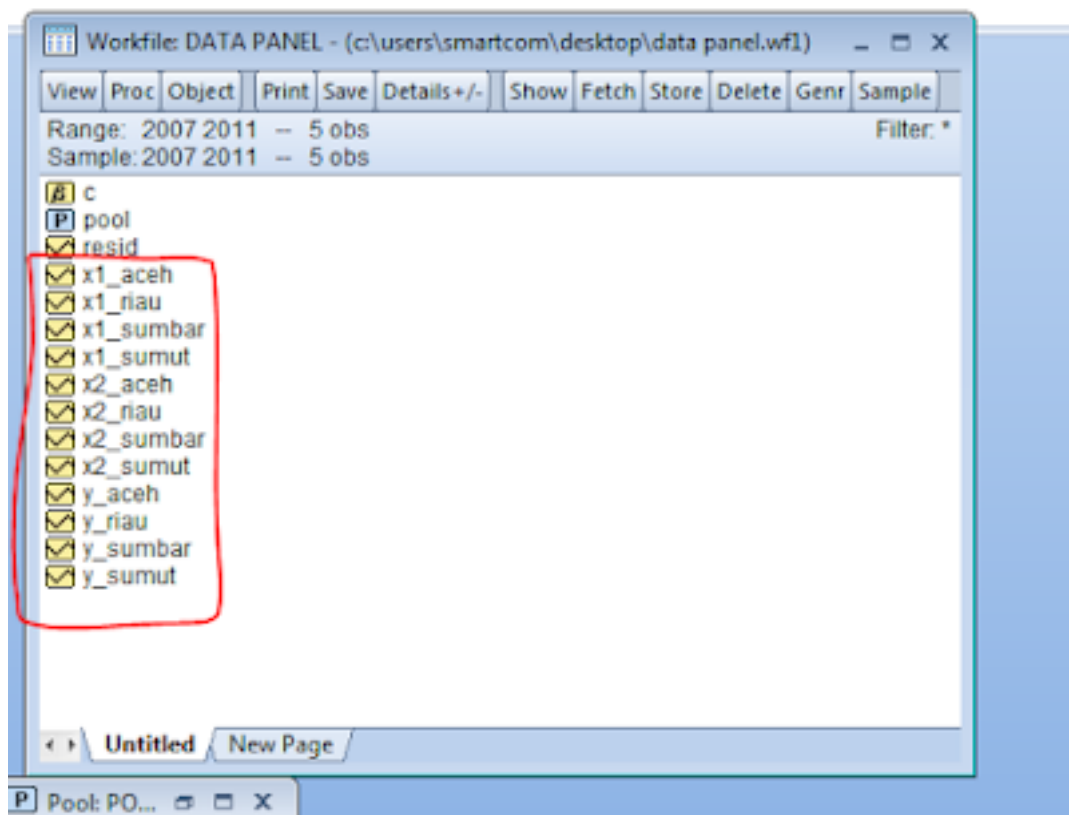 Workfile: DATA PANEL - (c:\users\smartcom\desktop\data panel.wf1)
View Proc Object Print Save Details+/- Show Fetch Store Delete Genr Sample
Range: 2007 2011 -- 5 obs Filter: *
Sample: 2007 2011 -- 5 obs
β c
P pool
resid
x1_aceh
x1_riau
x1_sumbar
x1_sumut
x2_aceh
x2_riau
x2_sumbar
x2_sumut
y_aceh
y_riau
y_sumbar
y_sumut
Untitled New Page
P Pool: PO...